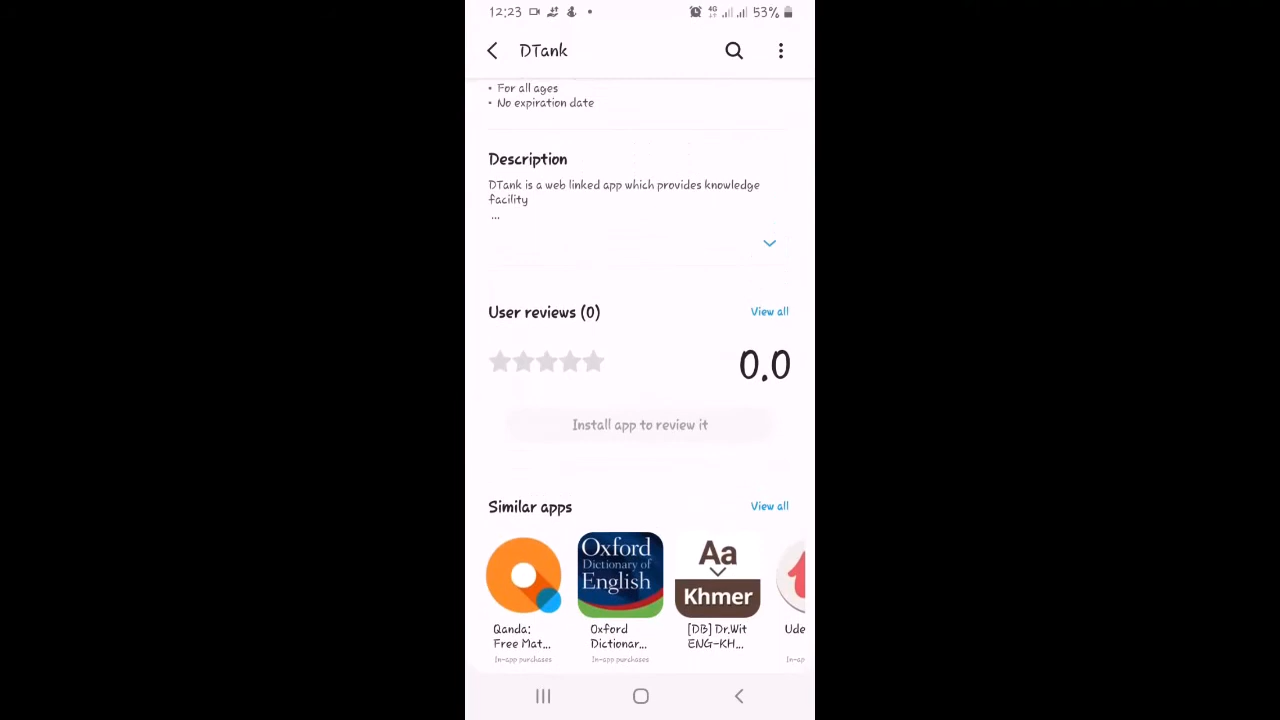 12:23
4G
53%
DTank
• For all ages
• No expiration date
Description
DTank is a web linked app which provides knowledge
facility
...
User reviews (0)
View all
0.0
Install app to review it
Similar apps
View all
Oxford
Dictionary of
English
Aa
Khmer
Qanda:
Free Mat...
In-app purchases
Oxford
Dictionar...
In-app purchases
[DB] Dr.Wit
ENG-KH...
Ude
In-ap